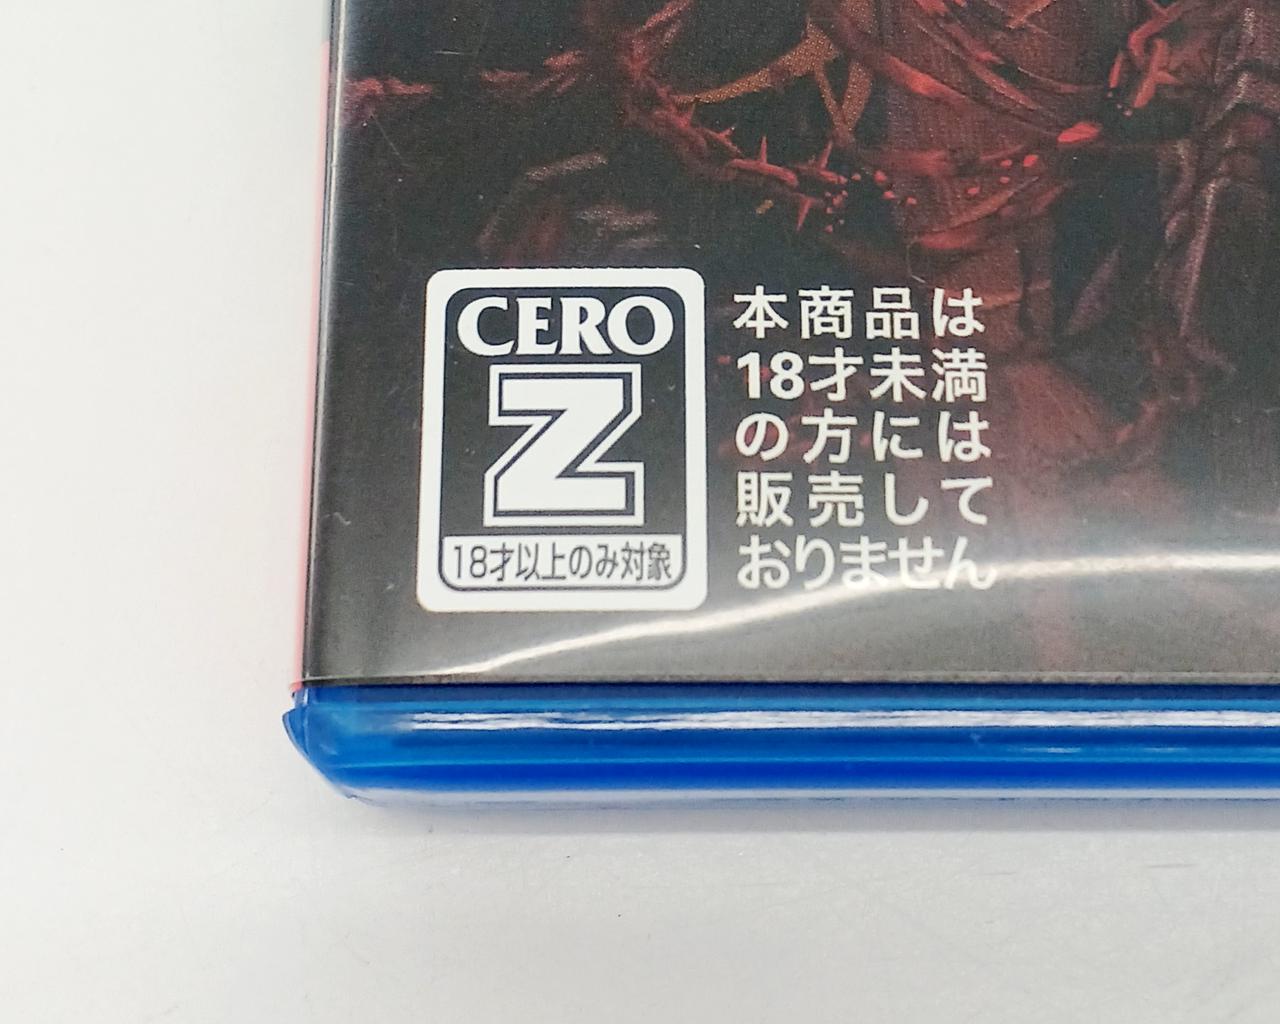 CERO
Z
18才以上のみ対象
本商品は
18才未満
の方には
販売して
おりません